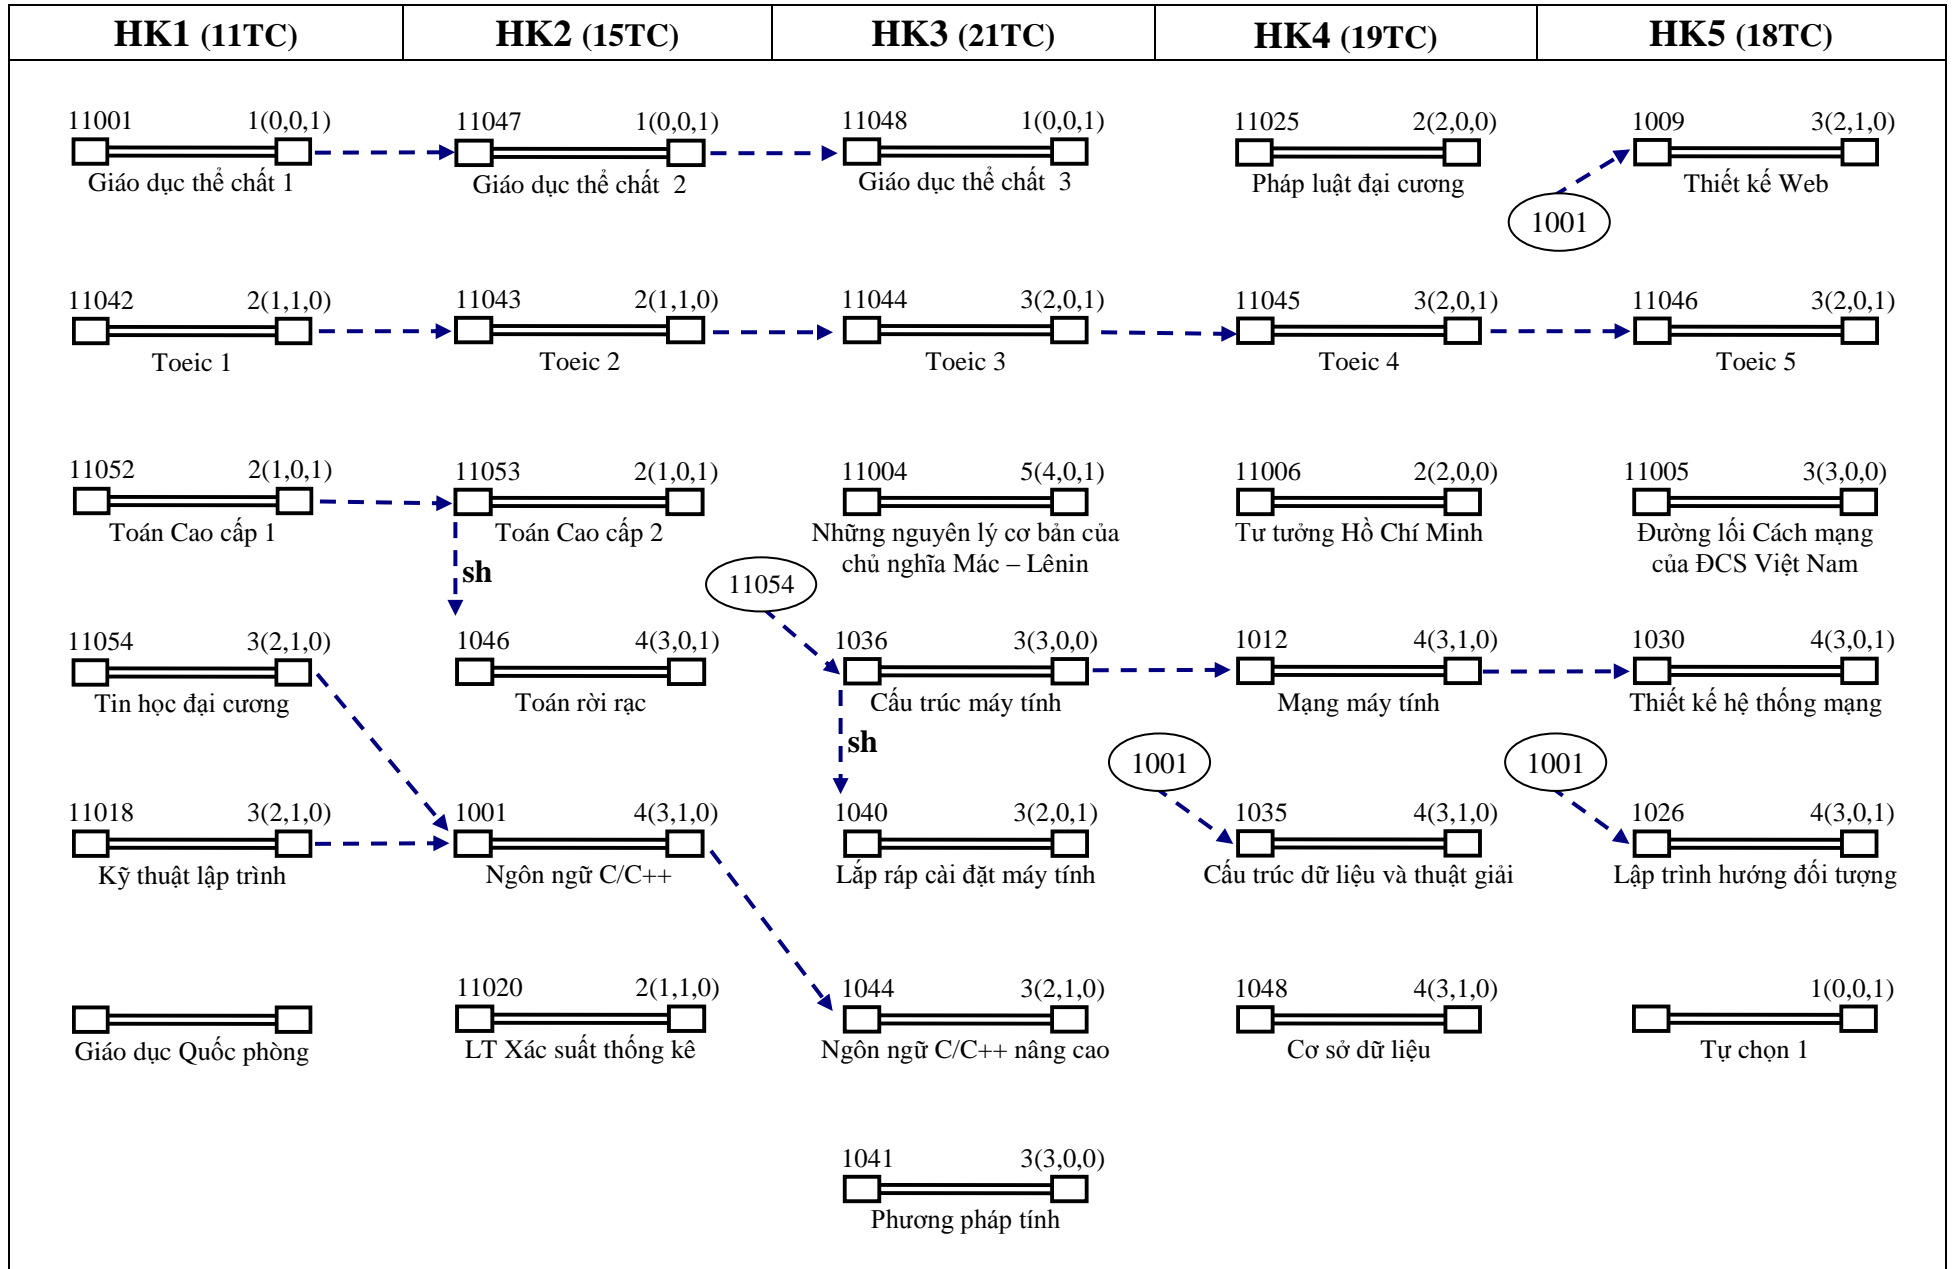 HK1 (11TC) HK2 (15TC) HK3 (21TC) HK4 (19TC) HK5 (18TC)
11001 1(0,0,1) 11047 1(0,0,1) 11048 1(0,0,1) 11025 2(2,0,0) 1009 3(2,1,0)
Giáo dục thể chất 1 Giáo dục thể chất 2 Giáo dục thể chất 3 Pháp luật đại cương Thiết kế Web
1001
11042 2(1,1,0) 11043 2(1,1,0) 11044 3(2,0,1) 11045 3(2,0,1) 11046 3(2,0,1)
Toeic 1 Toeic 2 Toeic 3 Toeic 4 Toeic 5
11052 2(1,0,1) 11053 2(1,0,1) 11004 5(4,0,1) 11006 2(2,0,0) 11005 3(3,0,0)
Toán Cao cấp 1 Toán Cao cấp 2 Những nguyên lý cơ bản của Tư tưởng Hồ Chí Minh Đường lối Cách mạng
chủ nghĩa Mác – Lênin của ĐCS Việt Nam
sh 11054
11054 3(2,1,0) 1046 4(3,0,1) 1036 3(3,0,0) 1012 4(3,1,0) 1030 4(3,0,1)
Tin học đại cương Toán rời rạc Cấu trúc máy tính Mạng máy tính Thiết kế hệ thống mạng
sh 1001 1001
11018 3(2,1,0) 1001 4(3,1,0) 1040 3(2,0,1) 1035 4(3,1,0) 1026 4(3,0,1)
Kỹ thuật lập trình Ngôn ngữ C/C++ Lắp ráp cài đặt máy tính Cấu trúc dữ liệu và thuật giải Lập trình hướng đối tượng
11020 2(1,1,0) 1044 3(2,1,0) 1048 4(3,1,0) 1(0,0,1)
Giáo dục Quốc phòng LT Xác suất thống kê Ngôn ngữ C/C++ nâng cao Cơ sở dữ liệu Tự chọn 1
1041 3(3,0,0)
Phương pháp tính